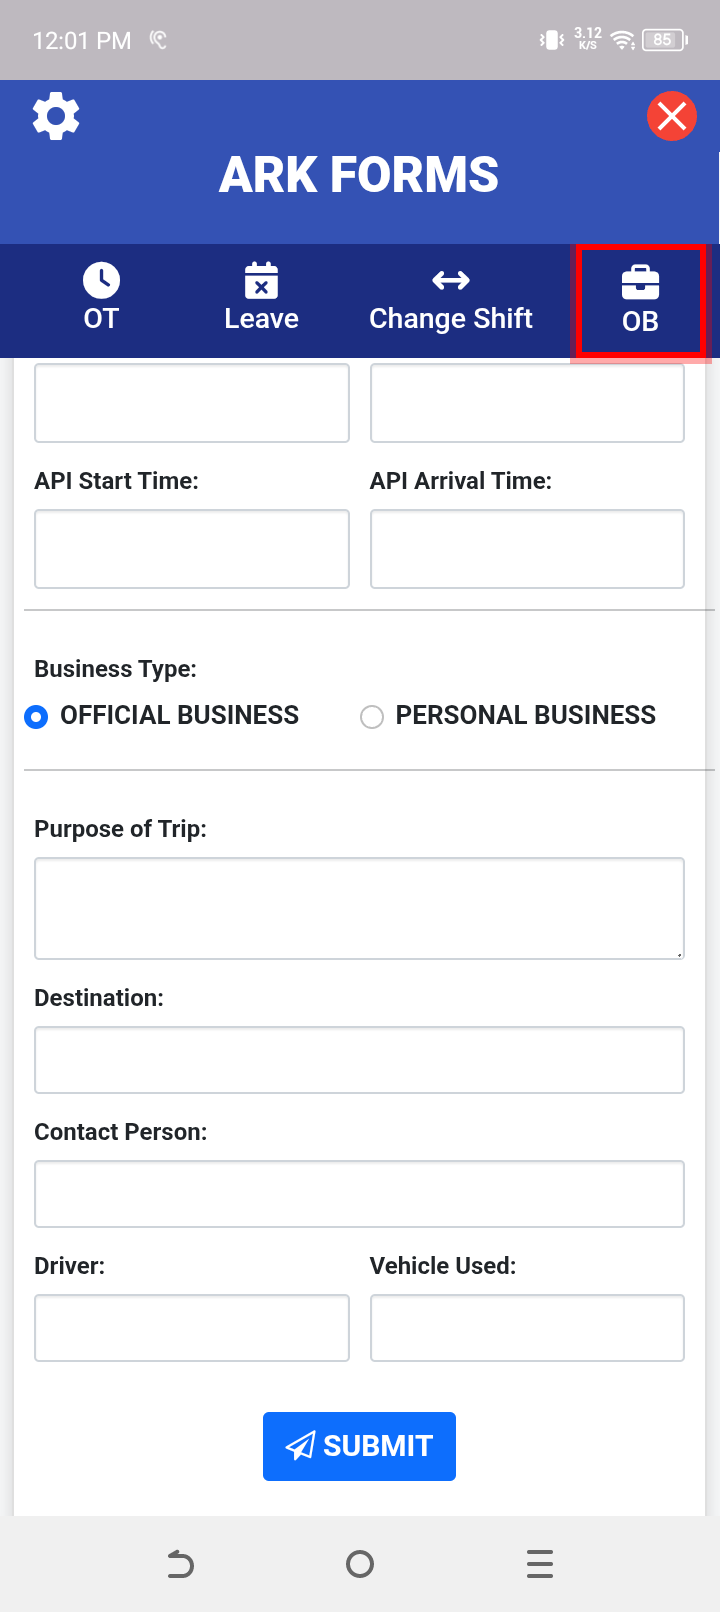 12:01 PM
3.12
K/S
85
ARK FORMS
OT
Leave
Change Shift
OB
API Start Time:
API Arrival Time:
Business Type:
OFFICIAL BUSINESS
PERSONAL BUSINESS
Purpose of Trip:
Destination:
Contact Person:
Driver:
Vehicle Used:
SUBMIT